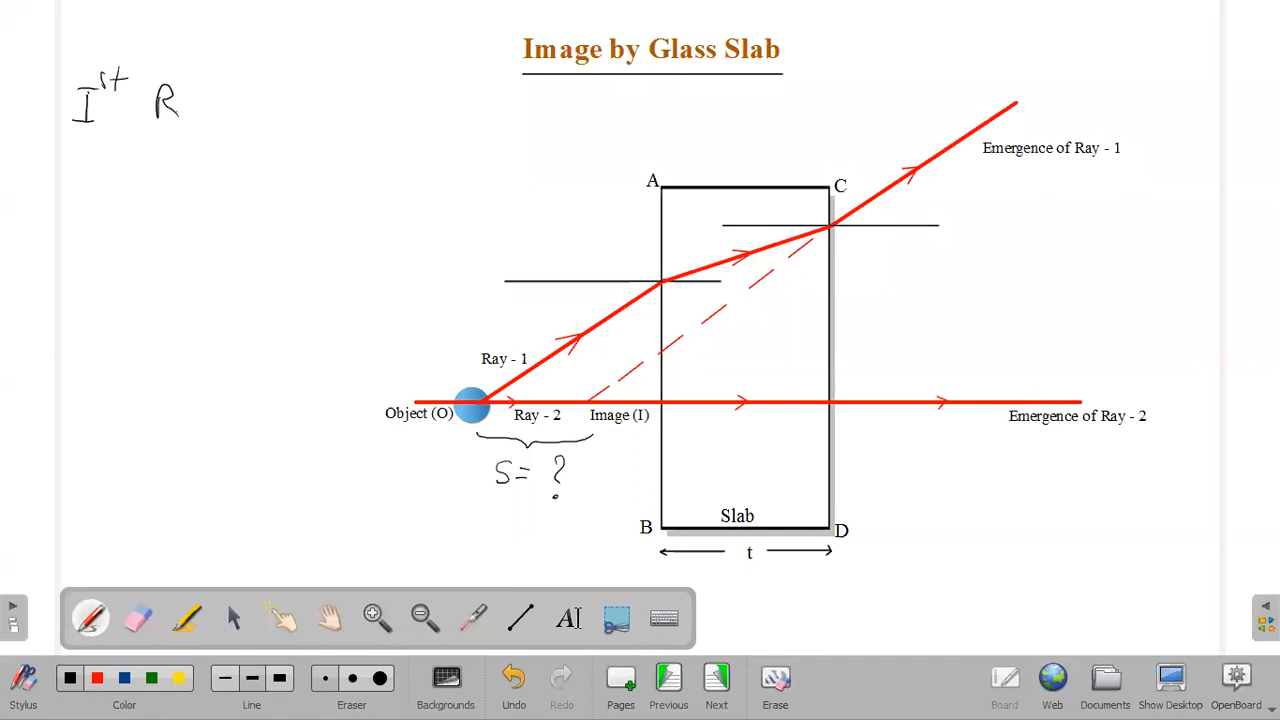 Image by Glass Slab
Ist R
Emergence of Ray - 1
A
C
Ray - 1
Object (O)
Ray - 2
Image (I)
Emergence of Ray - 2
S= ?
Slab
B
D
t
AI
Stylus
Color
Line
Eraser
Backgrounds
Undo
Redo
Pages
Previous
Next
Erase
Board
Web
Documents
Show Desktop
OpenBoard